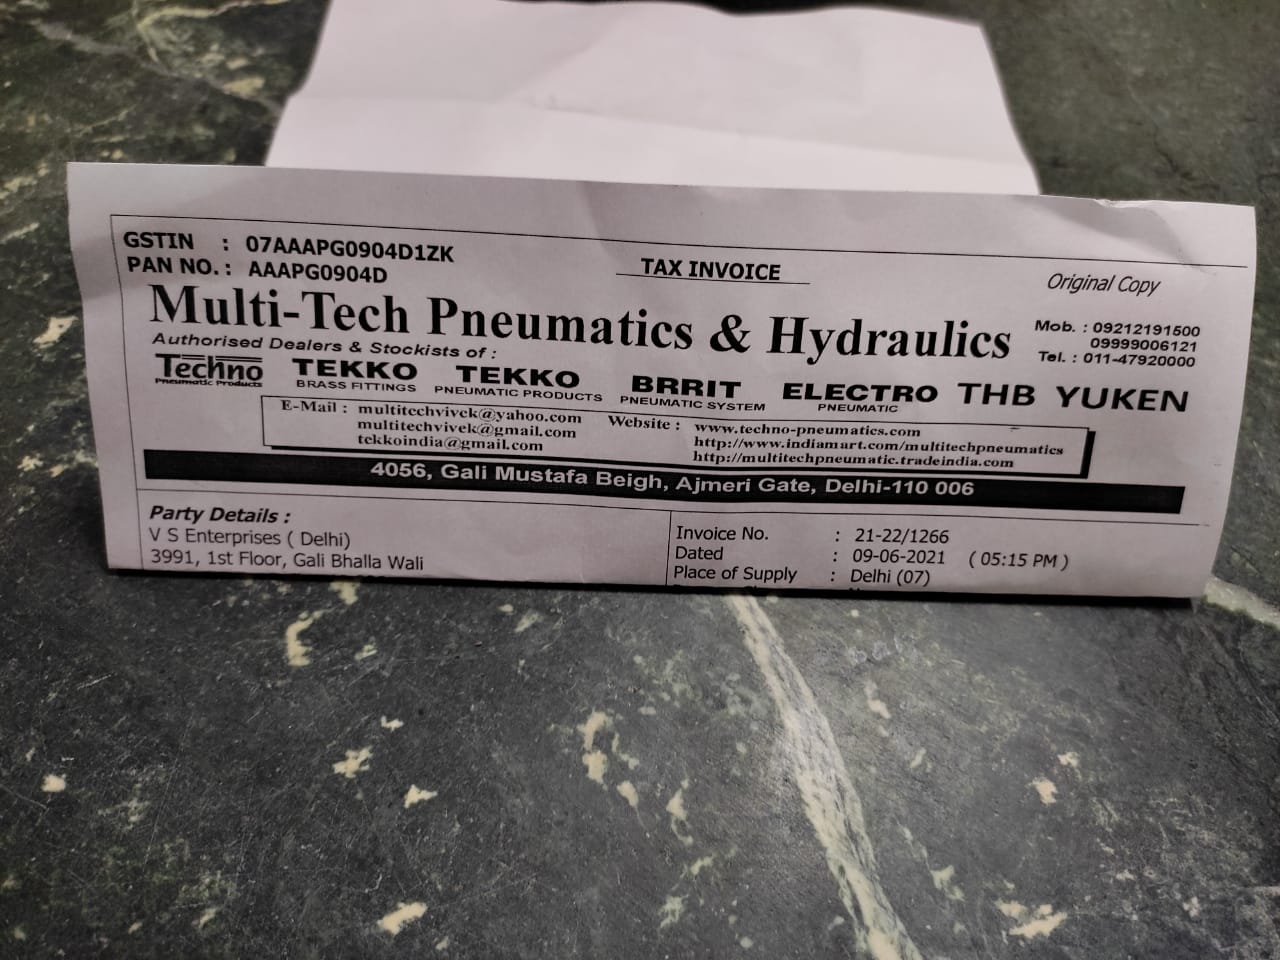 GSTIN : 07AAAPG0904D1ZK
PAN NO. : AAAPG0904D
TAX INVOICE
Original Copy
Multi-Tech Pneumatics & Hydraulics
Mob. : 09212191500
09999006121
Tel. : 011-47920000
Authorised Dealers & Stockists of :
Techno TEKKO TEKKO BRRIT ELECTRO THB YUKEN
Pneumatic Products BRASS FITTINGS PNEUMATIC PRODUCTS PNEUMATIC SYSTEM PNEUMATIC
E-Mail : multitechvivek@yahoo.com
multitechvivek@gmail.com
tekkoindia@gmail.com
Website : www.techno-pneumatics.com
http://www.indiamart.com/multitechpneumatics
http://multitechpneumatic.tradeindia.com
4056, Gali Mustafa Beigh, Ajmeri Gate, Delhi-110 006
Party Details :
V S Enterprises ( Delhi)
3991, 1st Floor, Gali Bhalla Wali
Invoice No. : 21-22/1266
Dated : 09-06-2021 ( 05:15 PM )
Place of Supply : Delhi (07)